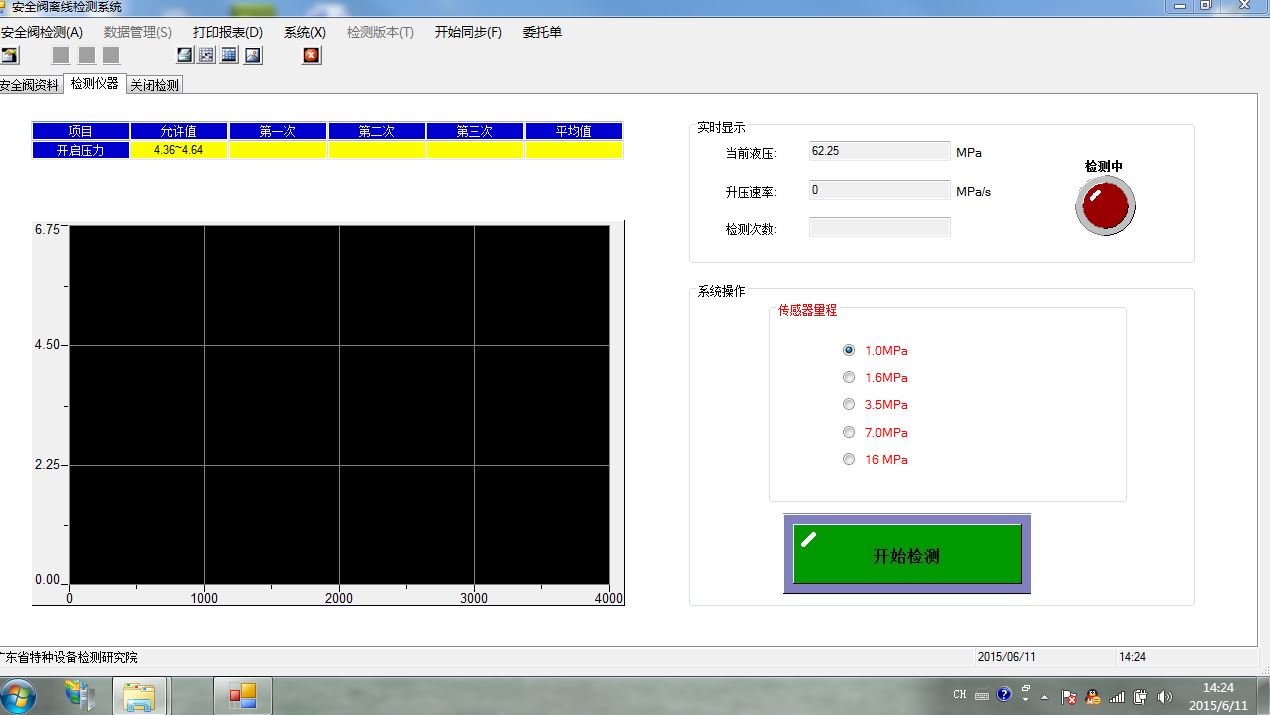 安全阀离线检测系统
安全阀检测(A) 数据管理(S) 打印报表(D) 系统(X) 检测版本(T) 开始同步(F) 委托单
安全阀资料 检测仪器 关闭检测
项目 允许值 第一次 第二次 第三次 平均值
开启压力 4.36~4.64
实时显示
当前液压: 62.25 MPa
升压速率: 0 MPa/s
检测次数:
检测中
6.75
4.50
2.25
0.00
0 1000 2000 3000 4000
系统操作
传感器量程
1.0MPa
1.6MPa
3.5MPa
7.0MPa
16 MPa
开始检测
广东省特种设备检测研究院 2015/06/11 14:24
CH 14:24
2015/6/11